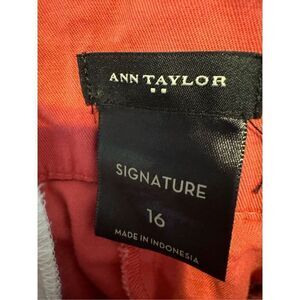 ANN TAYLOR
SIGNATURE
16
MADE IN INDONESIA